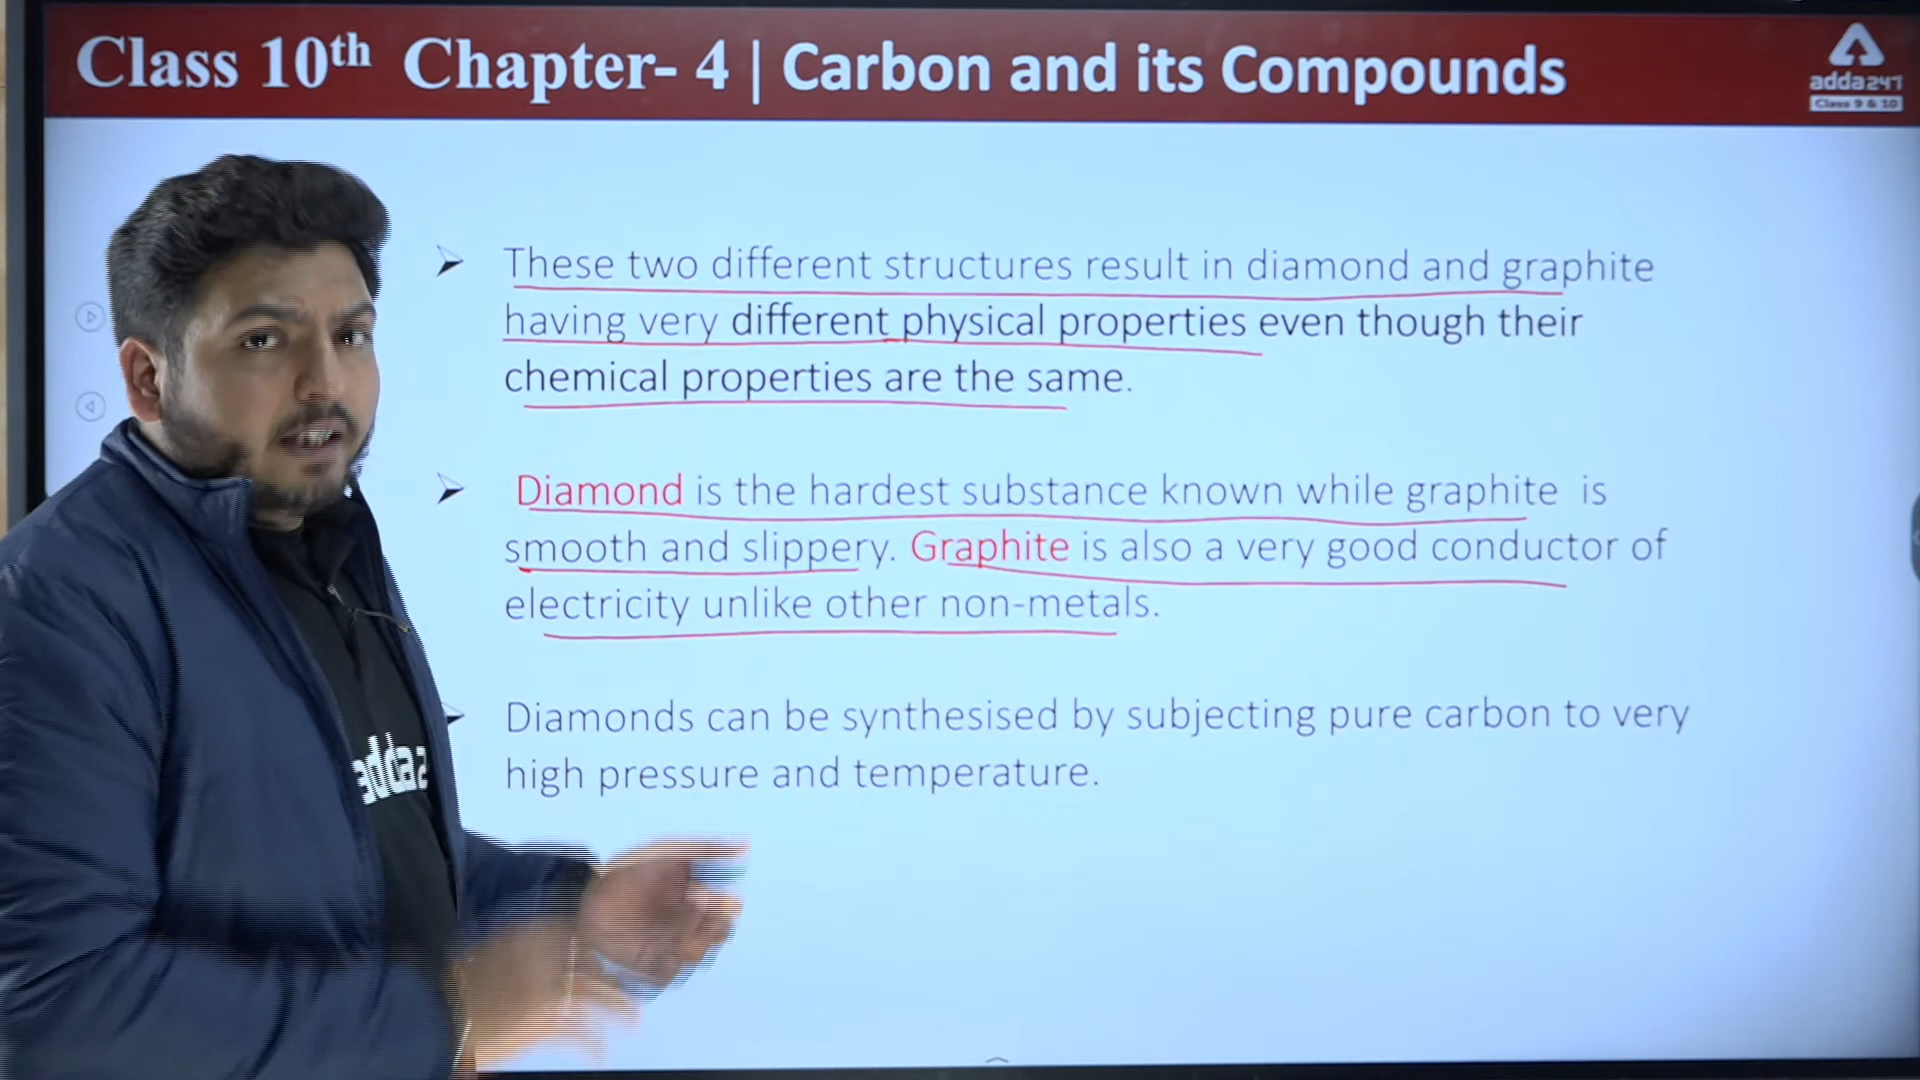 Class 10th Chapter- 4 | Carbon and its Compounds
adda247
Class 9 & 10
➤ These two different structures result in diamond and graphite
having very different physical properties even though their
chemical properties are the same.
➤ Diamond is the hardest substance known while graphite is
smooth and slippery. Graphite is also a very good conductor of
electricity unlike other non-metals.
➤ Diamonds can be synthesised by subjecting pure carbon to very
high pressure and temperature.
adda2